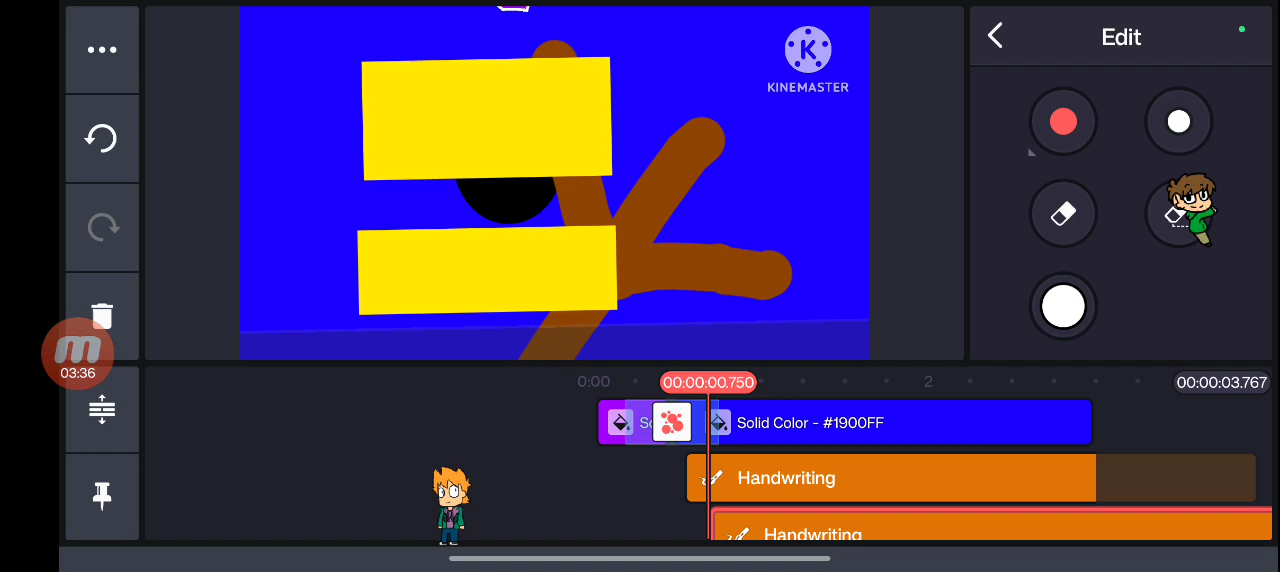 K
KINEMASTER
Edit
03:36
0:00
00:00:00.750
2
00:00:03.767
Solid Color - #1900FF
Handwriting
Handwriting